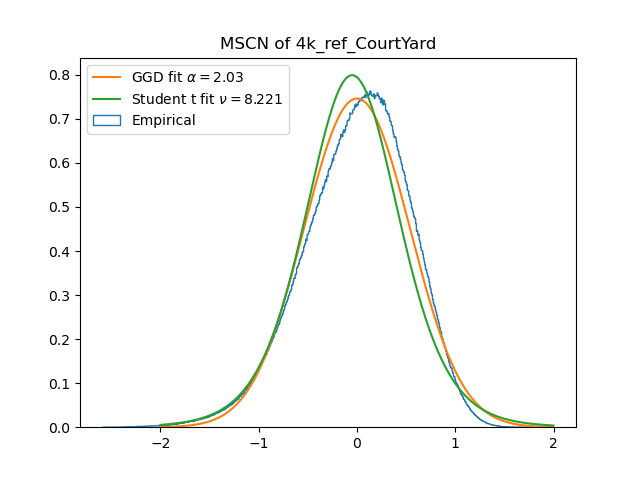 MSCN of 4k_ref_CourtYard
GGD fit α = 2.03
Student t fit ν = 8.221
Empirical
0.8
0.7
0.6
0.5
0.4
0.3
0.2
0.1
0.0
−2 −1 0 1 2